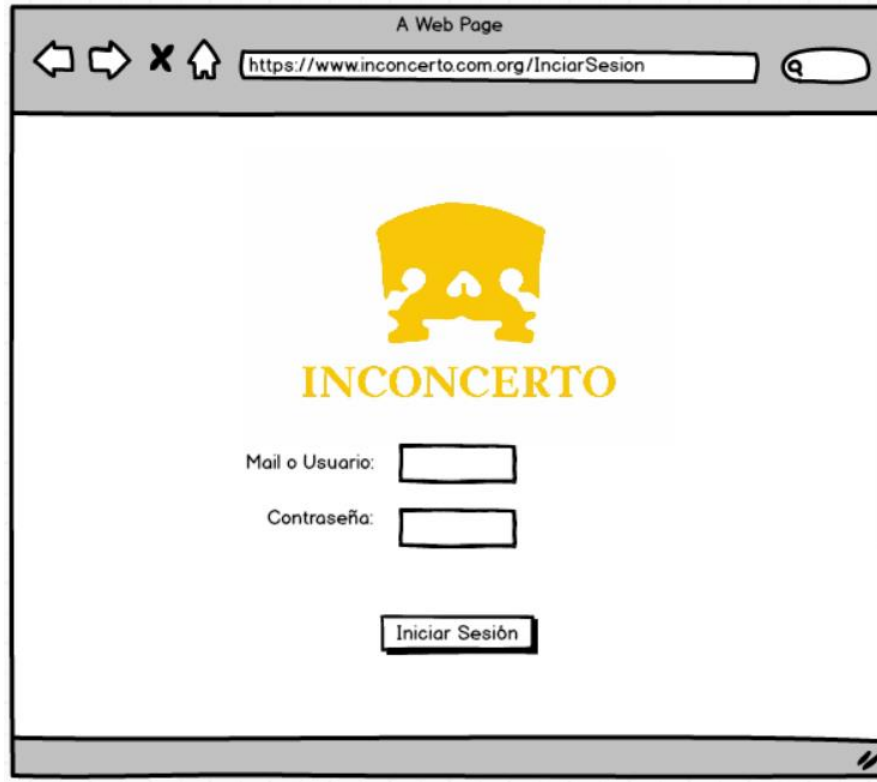 A Web Page
https://www.inconcerto.com.org/InciarSesion
INCONCERTO
Mail o Usuario:
Contraseña:
Iniciar Sesión